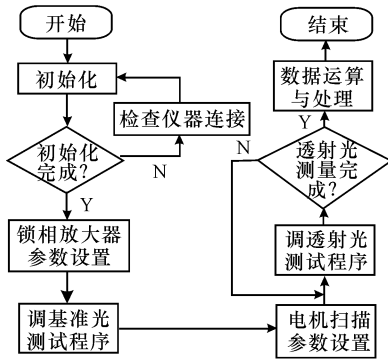 开始
初始化
检查仪器连接
初始化
完成?
N
Y
锁相放大器
参数设置
调基准光
测试程序
结束
数据运算
与处理
Y
N
透射光
测量完
成?
调透射光
测试程序
电机扫描
参数设置